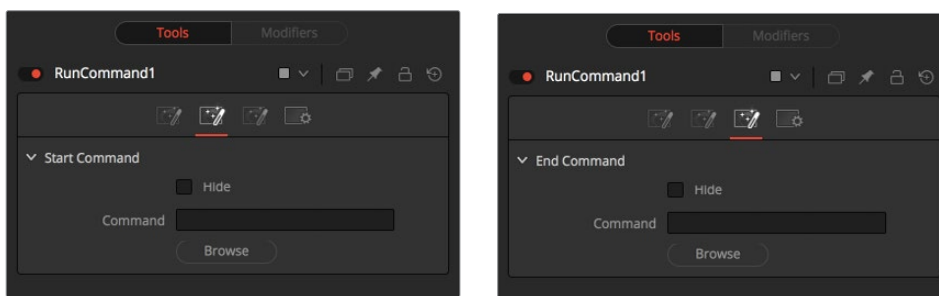 Tools Modifiers
RunCommand1
Start Command
Hide
Command
Browse
Tools Modifiers
RunCommand1
End Command
Hide
Command
Browse